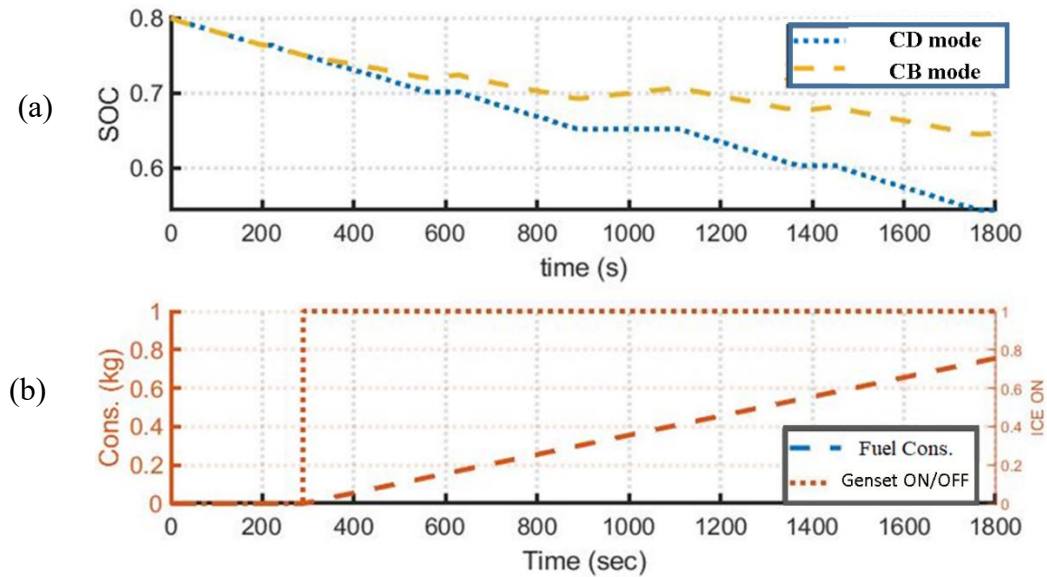 (a)
SOC
0.8
0.7
0.6
CD mode
CB mode
0 200 400 600 800 1000 1200 1400 1600 1800
time (s)
(b)
Cons. (kg)
1
0.8
0.6
0.4
0.2
0
Fuel Cons.
Genset ON/OFF
1
0.8
0.6
0.4
0.2
0
ICE ON
0 200 400 600 800 1000 1200 1400 1600 1800
Time (sec)